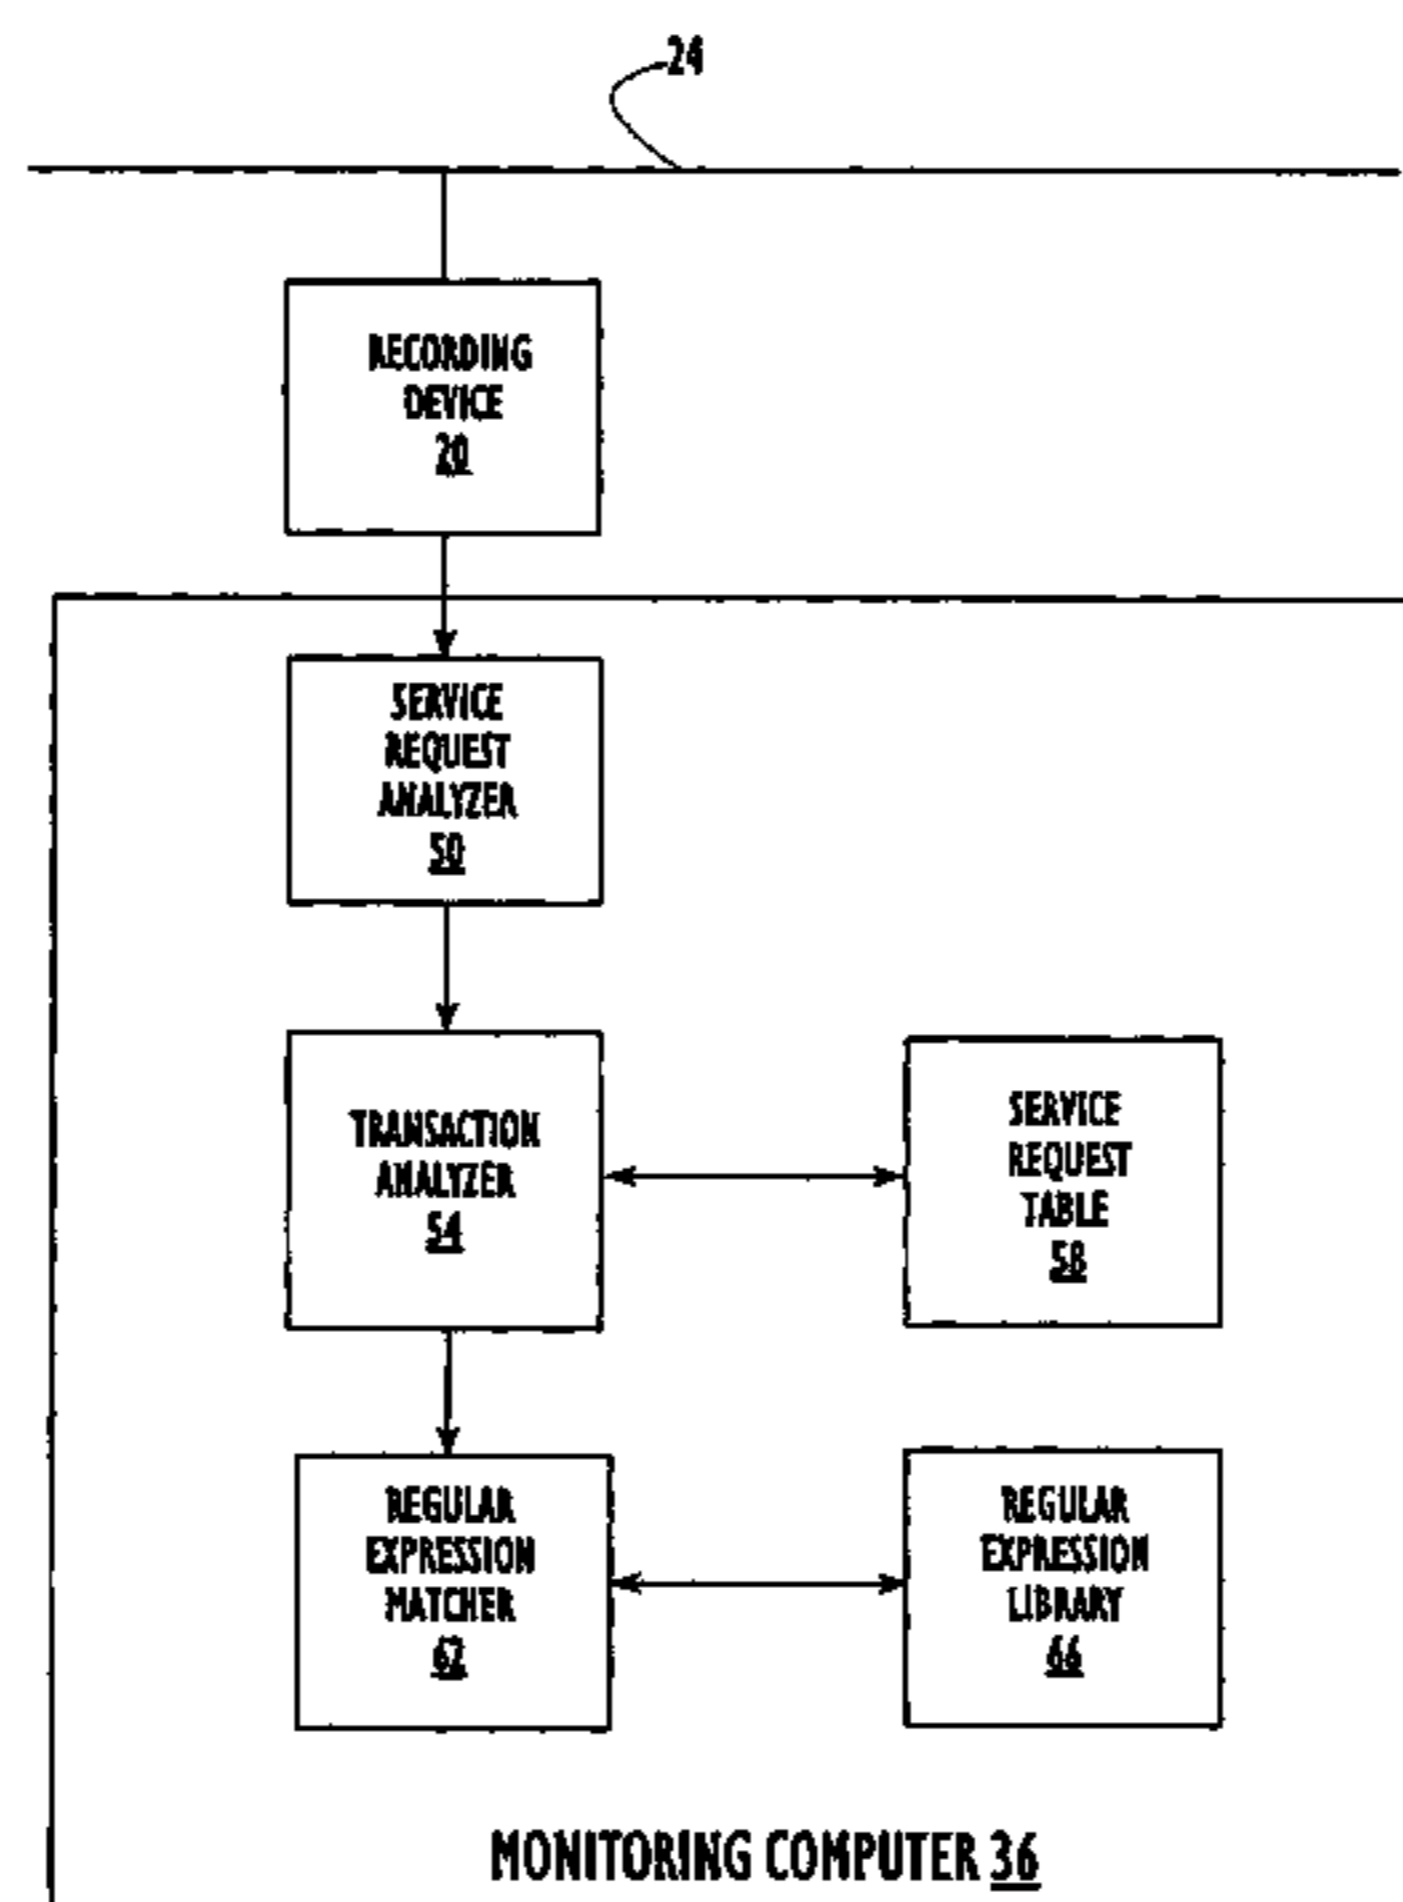 24
RECORDING
DEVICE
20
SERVICE
REQUEST
ANALYZER
50
TRANSACTION
ANALYZER
54
SERVICE
REQUEST
TABLE
58
REGULAR
EXPRESSION
MATCHER
62
REGULAR
EXPRESSION
LIBRARY
66
MONITORING COMPUTER 36